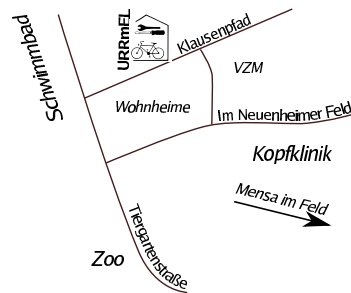 Schwimmbad
URRmEL
Klausenpfad
VZM
Wohnheime
Im Neuenheimer Feld
Kopfklinik
Mensa im Feld
Tiergartenstraße
Zoo